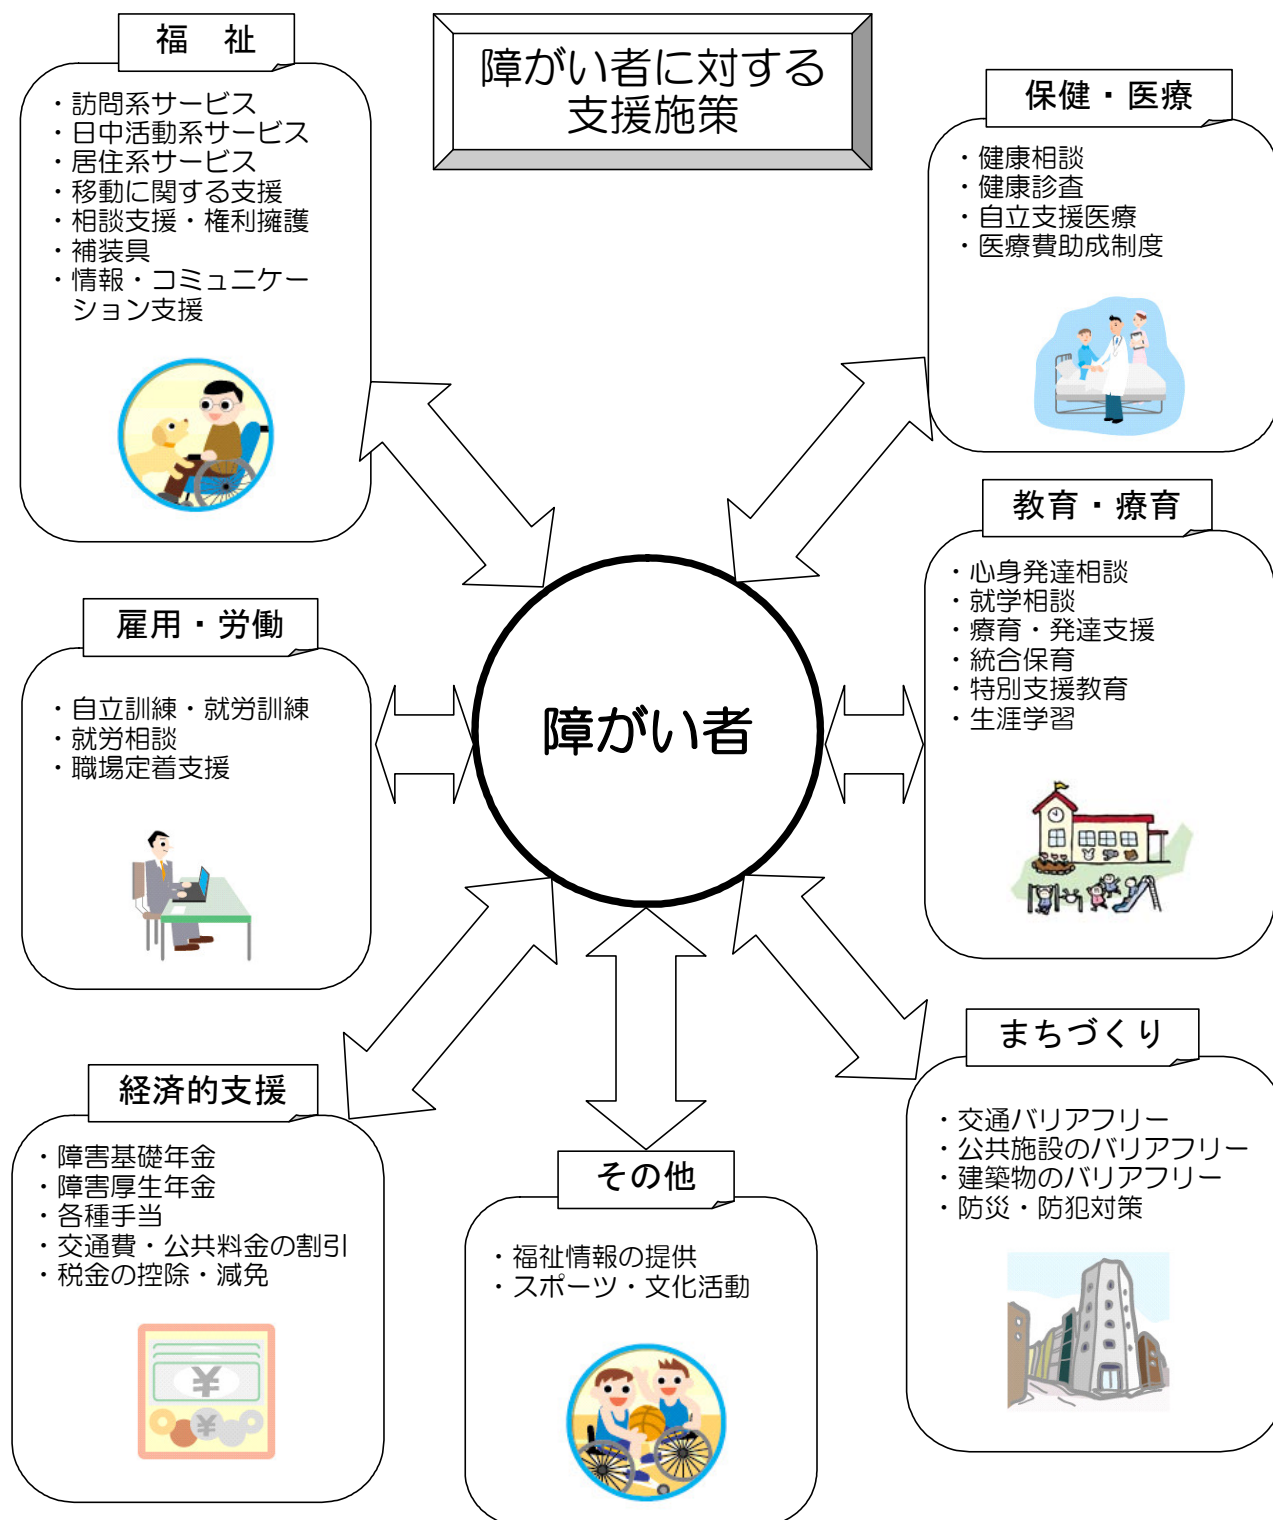 障がい者に対する
支援施策
福 祉
・訪問系サービス
・日中活動系サービス
・居住系サービス
・移動に関する支援
・相談支援・権利擁護
・補装具
・情報・コミュニケー
ション支援
保健・医療
・健康相談
・健康診査
・自立支援医療
・医療費助成制度
雇用・労働
・自立訓練・就労訓練
・就労相談
・職場定着支援
障がい者
教育・療育
・心身発達相談
・就学相談
・療育・発達支援
・統合保育
・特別支援教育
・生涯学習
経済的支援
・障害基礎年金
・障害厚生年金
・各種手当
・交通費・公共料金の割引
・税金の控除・減免
¥
¥
その他
・福祉情報の提供
・スポーツ・文化活動
まちづくり
・交通バリアフリー
・公共施設のバリアフリー
・建築物のバリアフリー
・防災・防犯対策